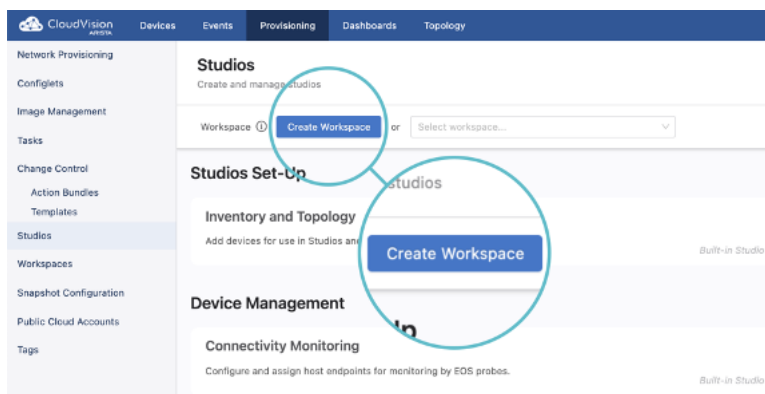 CloudVision
ARISTA
Devices
Events
Provisioning
Dashboards
Topology
Network Provisioning
Configlets
Image Management
Tasks
Change Control
Action Bundles
Templates
Studios
Workspaces
Snapshot Configuration
Public Cloud Accounts
Tags
Studios
Create and manage studios
Workspace
Create Workspace
or
Select workspace...
Studios Set-Up
studios
Inventory and Topology
Add devices for use in Studios and
Create Workspace
Built-in Studio
Device Management
Up
Connectivity Monitoring
Configure and assign host endpoints for monitoring by EOS probes.
Built-in Studio